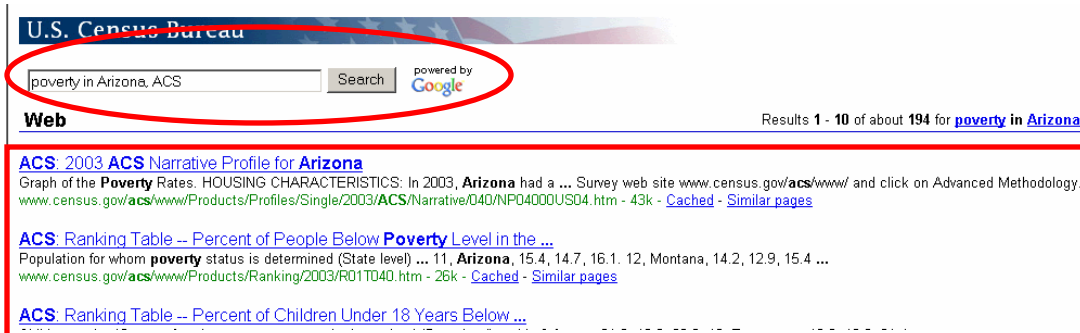 U.S. Census Bureau
poverty in Arizona, ACS Search powered by Google
Web Results 1 - 10 of about 194 for poverty in Arizona
ACS: 2003 ACS Narrative Profile for Arizona
Graph of the Poverty Rates. HOUSING CHARACTERISTICS: In 2003, Arizona had a ... Survey web site www.census.gov/acs/www/ and click on Advanced Methodology.
www.census.gov/acs/www/Products/Profiles/Single/2003/ACS/Narrative/040/NP04000US04.htm - 43k - Cached - Similar pages
ACS: Ranking Table -- Percent of People Below Poverty Level in the ...
Population for whom poverty status is determined (State level) ... 11, Arizona, 15.4, 14.7, 16.1. 12, Montana, 14.2, 12.9, 15.4 ...
www.census.gov/acs/www/Products/Ranking/2003/R01T040.htm - 26k - Cached - Similar pages
ACS: Ranking Table -- Percent of Children Under 18 Years Below ...